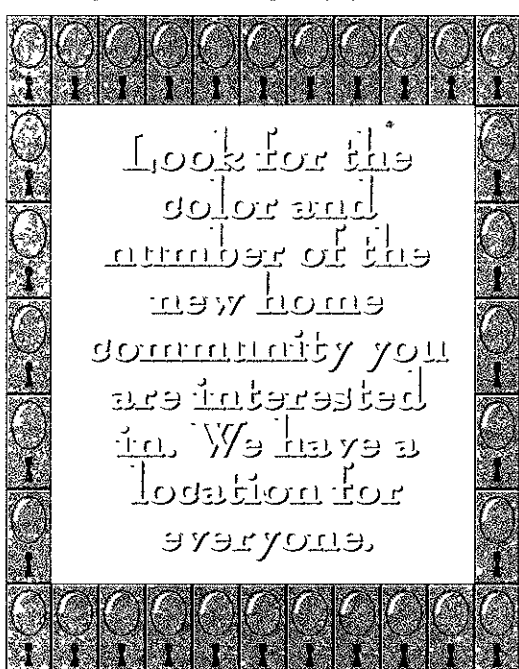 Look for the
color and
number of the
new home
community you
are interested
in. We have a
location for
everyone.